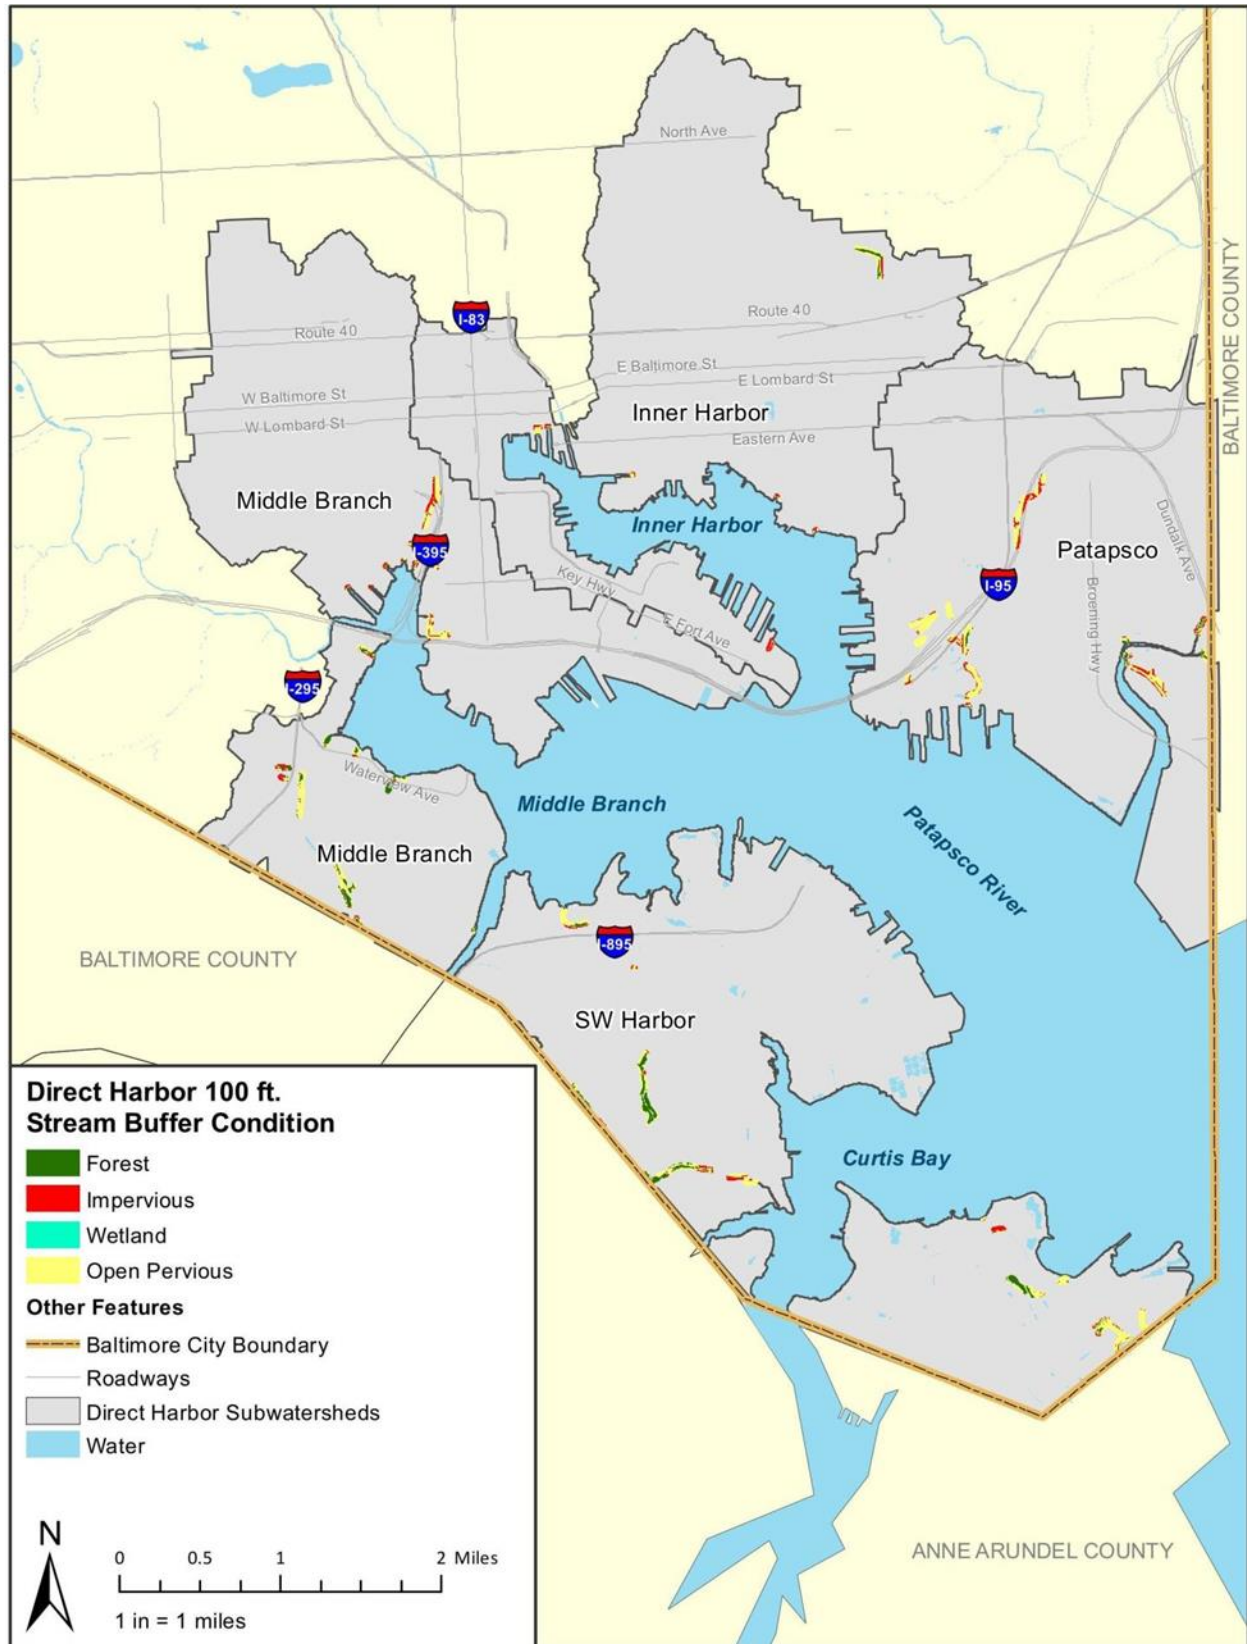 North Ave
BALTIMORE COUNTY
I-83
Route 40
Route 40
E Baltimore St
E Lombard St
W Baltimore St
W Lombard St
Inner Harbor
Eastern Ave
Middle Branch
Inner Harbor
Dundalk Ave
Patapsco
I-395
I-95
Key Hwy
Broening Hwy
E Fort Ave
I-295
Waterview Ave
Middle Branch
Patapsco River
Middle Branch
I-895
BALTIMORE COUNTY
SW Harbor
Curtis Bay
Direct Harbor 100 ft.
Stream Buffer Condition
Forest
Impervious
Wetland
Open Pervious
Other Features
Baltimore City Boundary
Roadways
Direct Harbor Subwatersheds
Water
N
0 0.5 1 2 Miles
1 in = 1 miles
ANNE ARUNDEL COUNTY